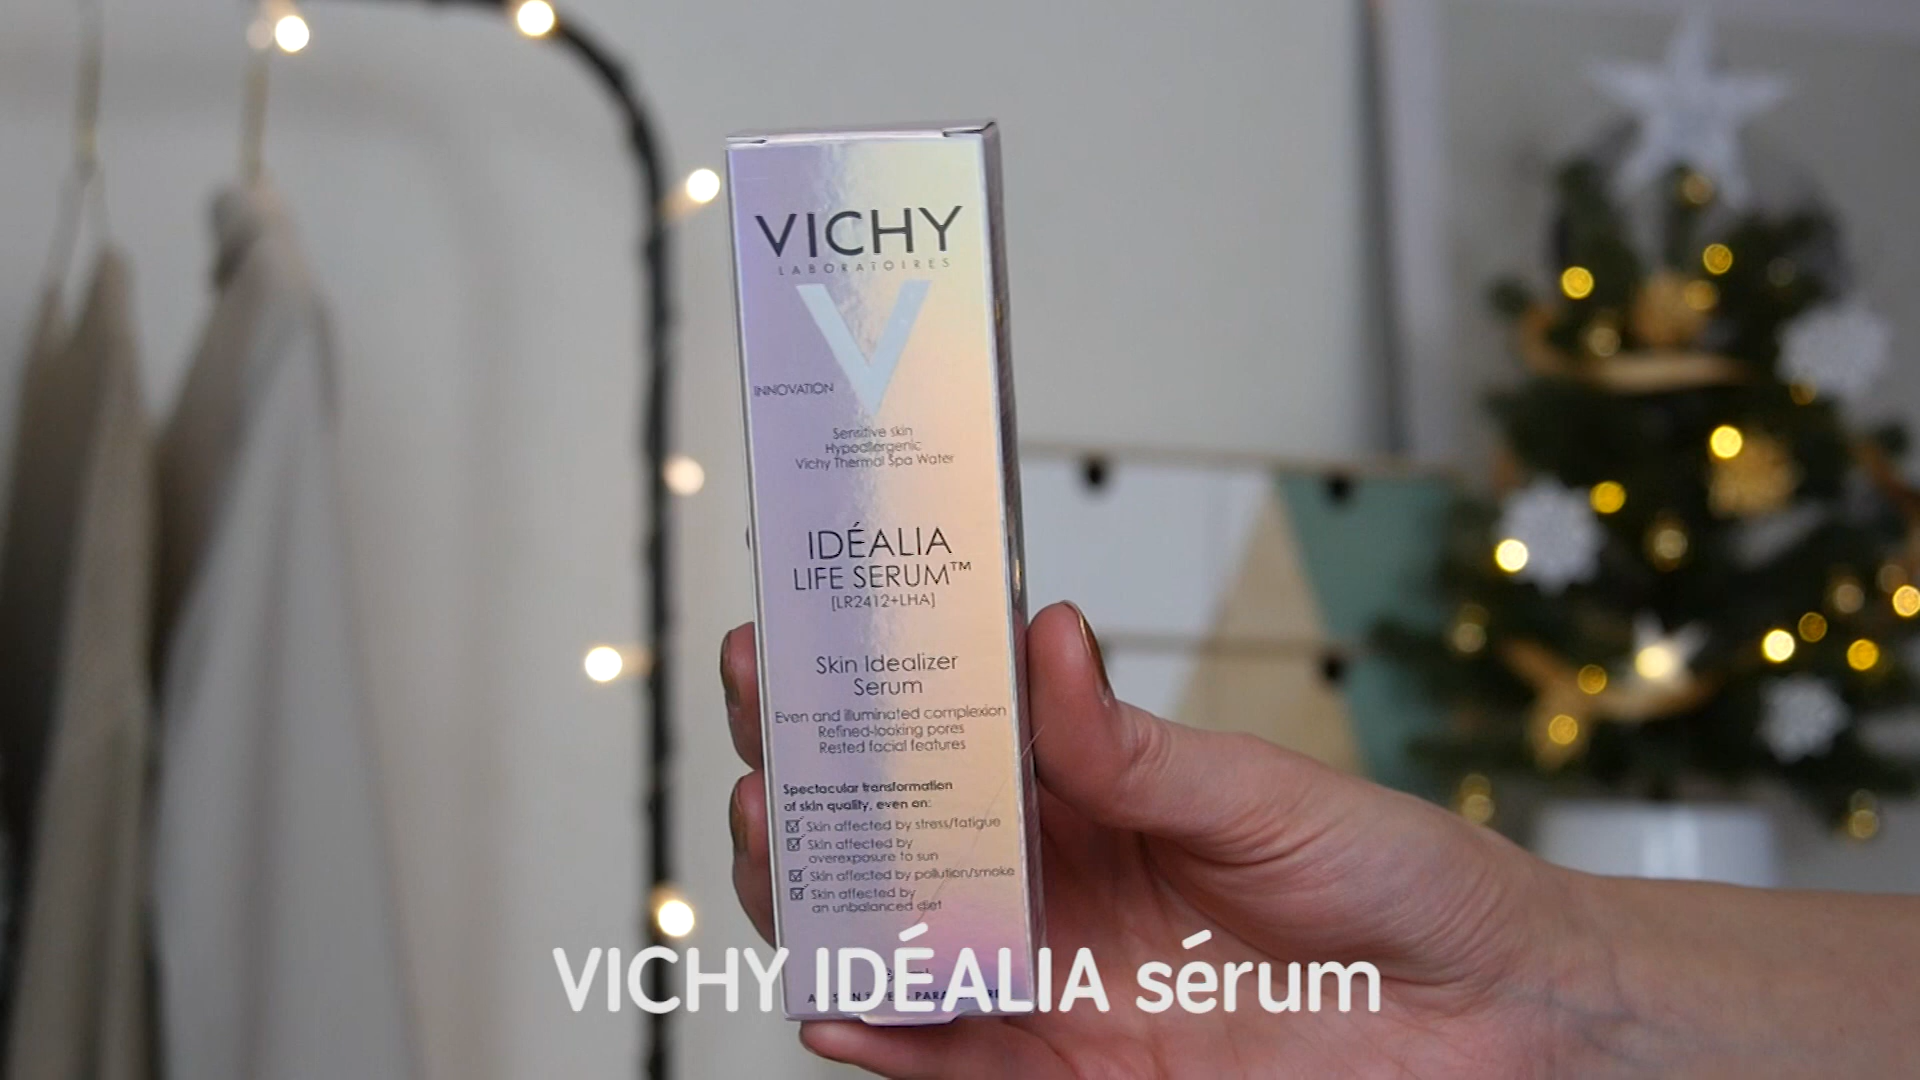 VICHY
LABORATOIRES
V
INNOVATION
Sensitive skin
Hypoallergenic
Vichy Thermal Spa Water
IDÉALIA
LIFE SERUM™
[LR2412+LHA]
Skin Idealizer
Serum
Even and illuminated complexion
Refined-looking pores
Rested facial features
Spectacular transformation
of skin quality, even on:
Skin affected by stress/fatigue
Skin affected by
overexposure to sun
Skin affected by pollution/smoke
Skin affected by
an unbalanced diet
VICHY IDÉALIA sérum